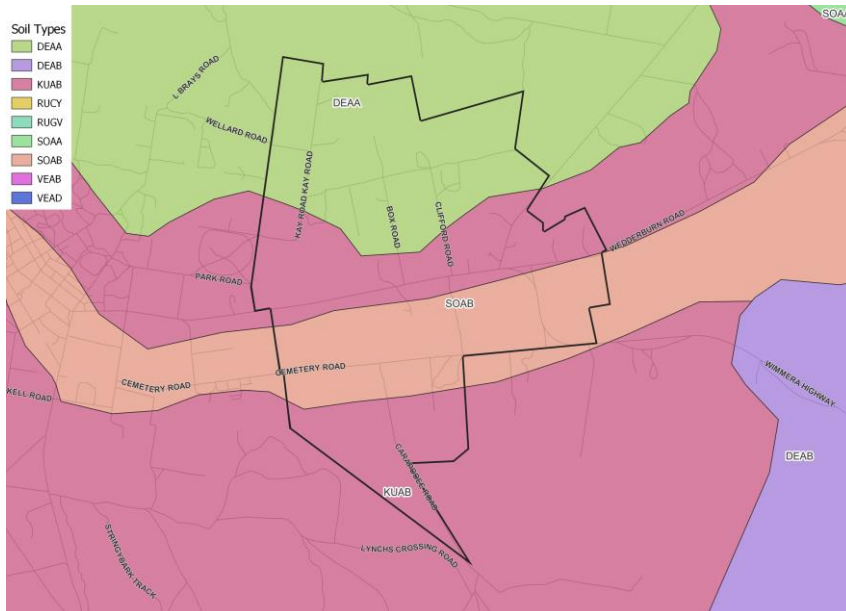 Soil Types
DEAA
DEAB
KUAB
RUCY
RUGV
SOAA
SOAB
VEAB
VEAD
SOAA
L BRAYS ROAD
DEAA
WELLARD ROAD
KAY ROAD
KAY ROAD
BOX ROAD
CLIFFORD ROAD
WEDDERBURN ROAD
PARK ROAD
SOAB
CEMETERY ROAD
CEMETERY ROAD
KELL ROAD
WIMMERA HIGHWAY
DEAB
KUAB
LYNCHS CROSSING ROAD
STRINGYBARK TRACK